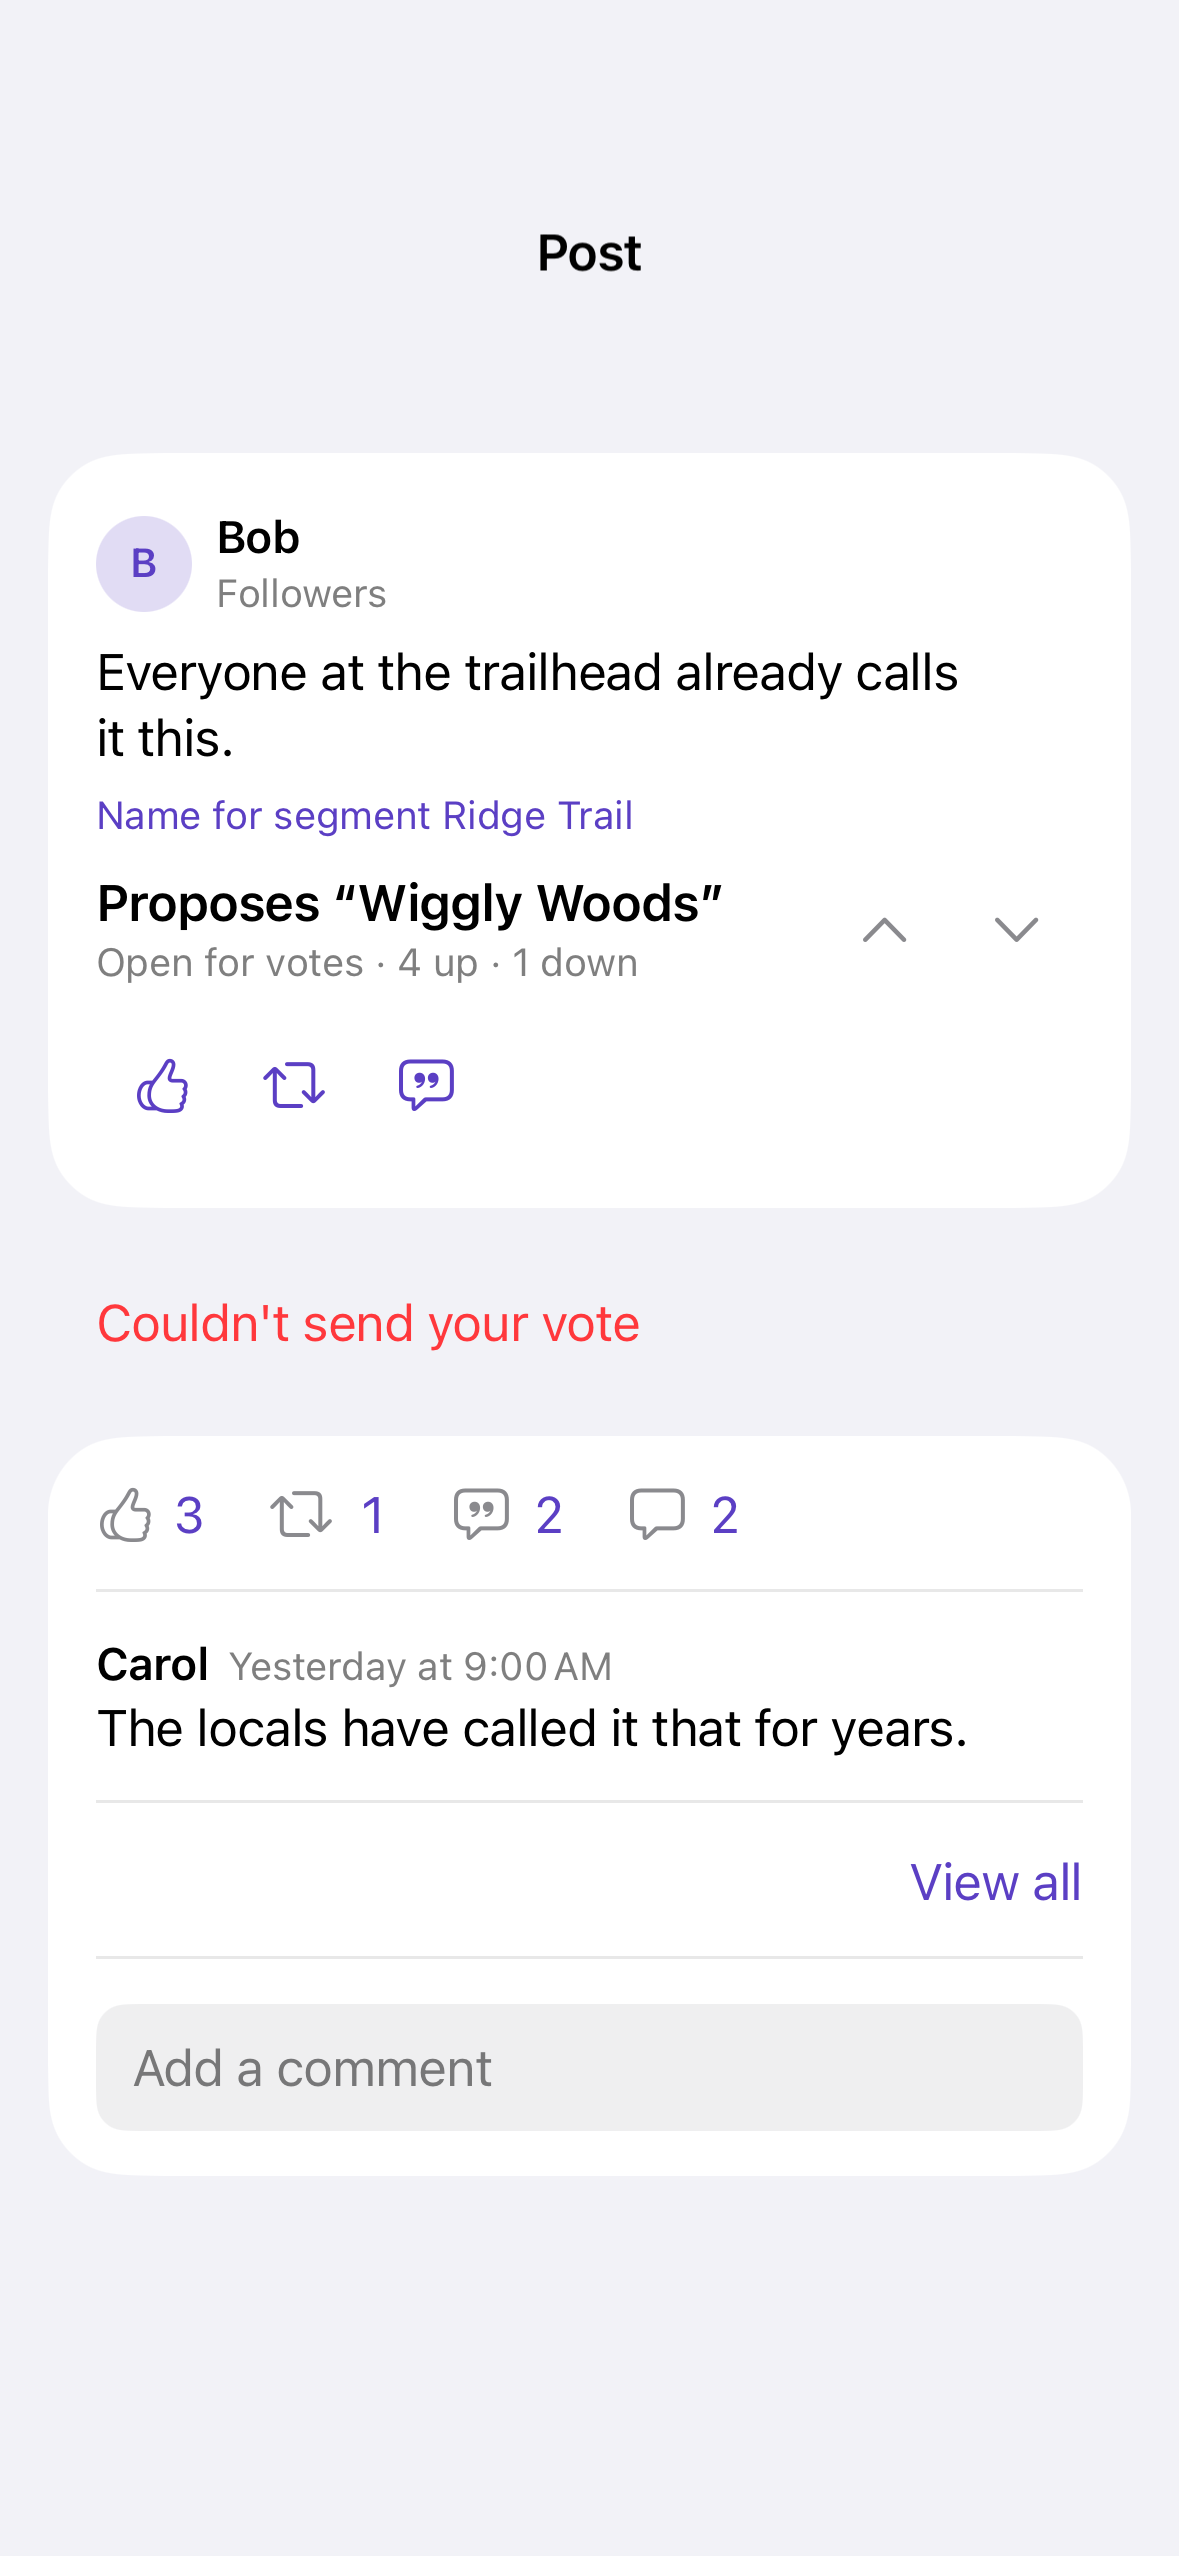 Post
B
Bob
Followers
Everyone at the trailhead already calls
it this.
Name for segment Ridge Trail
Proposes “Wiggly Woods”
Open for votes · 4 up · 1 down
Couldn't send your vote
3 1 2 2
Carol Yesterday at 9:00 AM
The locals have called it that for years.
View all
Add a comment